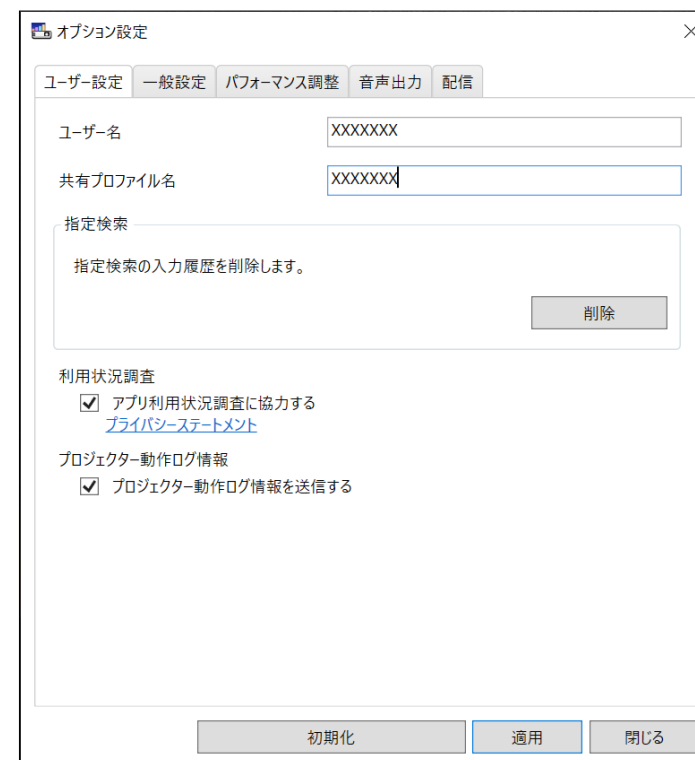 オプション設定
ユーザー設定 一般設定 パフォーマンス調整 音声出力 配信
ユーザー名 XXXXXXX
共有プロファイル名 XXXXXXX
指定検索
指定検索の入力履歴を削除します。
削除
利用状況調査
アプリ利用状況調査に協力する
プライバシーステートメント
プロジェクター動作ログ情報
プロジェクター動作ログ情報を送信する
初期化 適用 閉じる